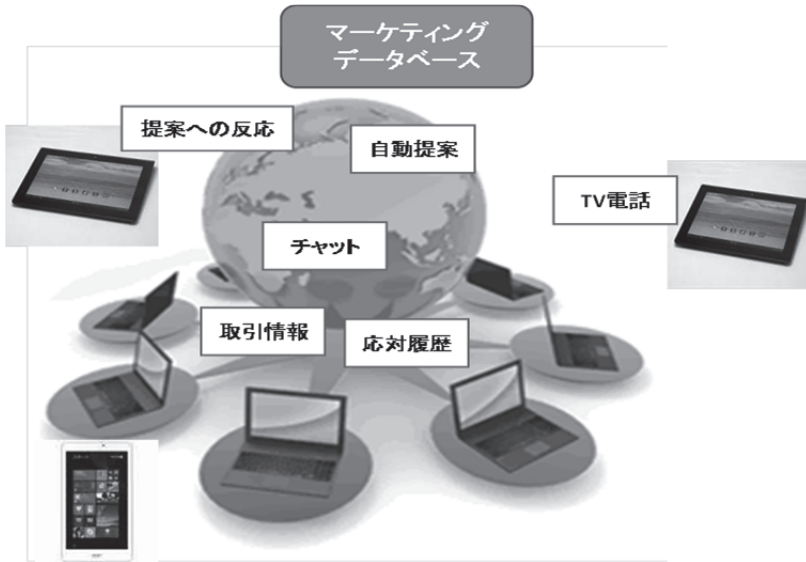 マーケティング
データベース
提案への反応
自動提案
TV電話
チャット
取引情報
応対履歴